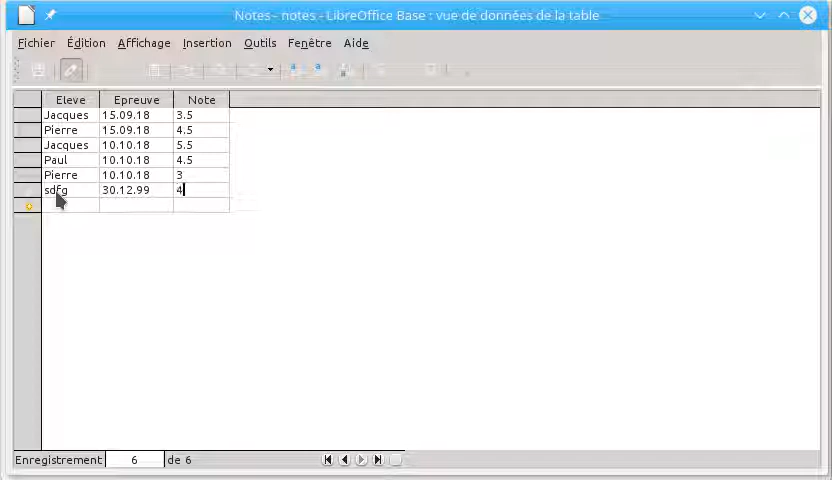 Notes - notes - LibreOffice Base : vue de données de la table
Fichier Édition Affichage Insertion Outils Fenêtre Aide
Eleve Epreuve Note
Jacques 15.09.18 3.5
Pierre 15.09.18 4.5
Jacques 10.10.18 5.5
Paul 10.10.18 4.5
Pierre 10.10.18 3
sdfg 30.12.99 4
Enregistrement 6 de 6